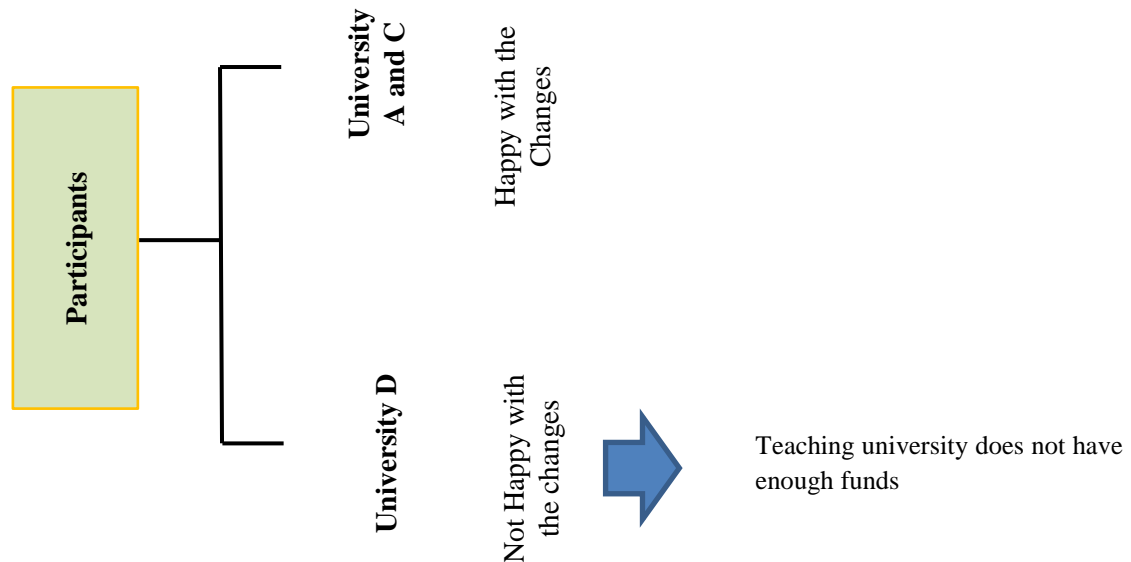 Participants
University
A and C
Happy with the
Changes
University D
Not Happy with
the changes
Teaching university does not have
enough funds